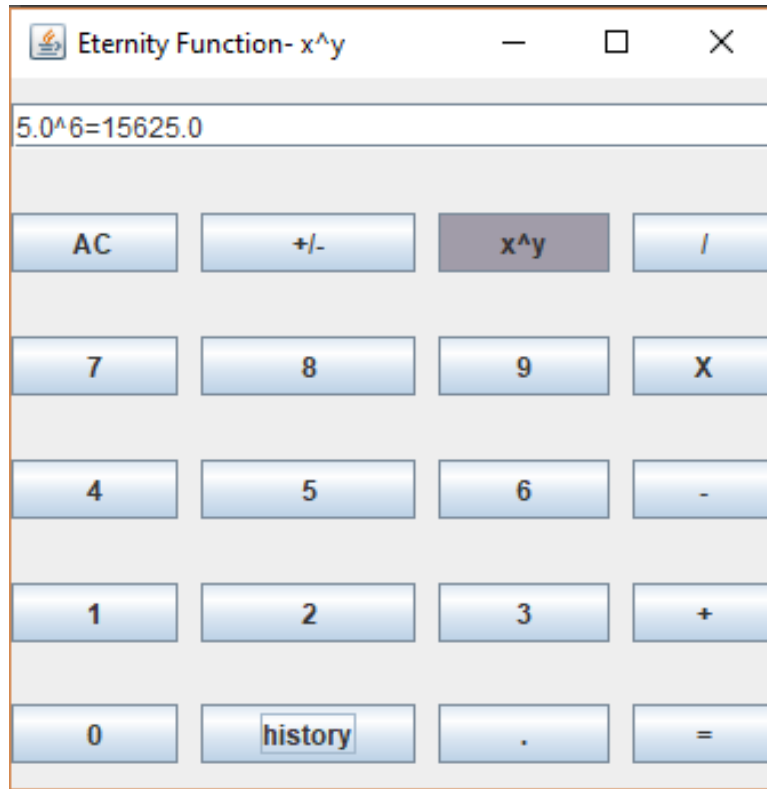 Eternity Function- x^y
5.0^6=15625.0
AC +/- x^y /
7 8 9 X
4 5 6 -
1 2 3 +
0 history . =